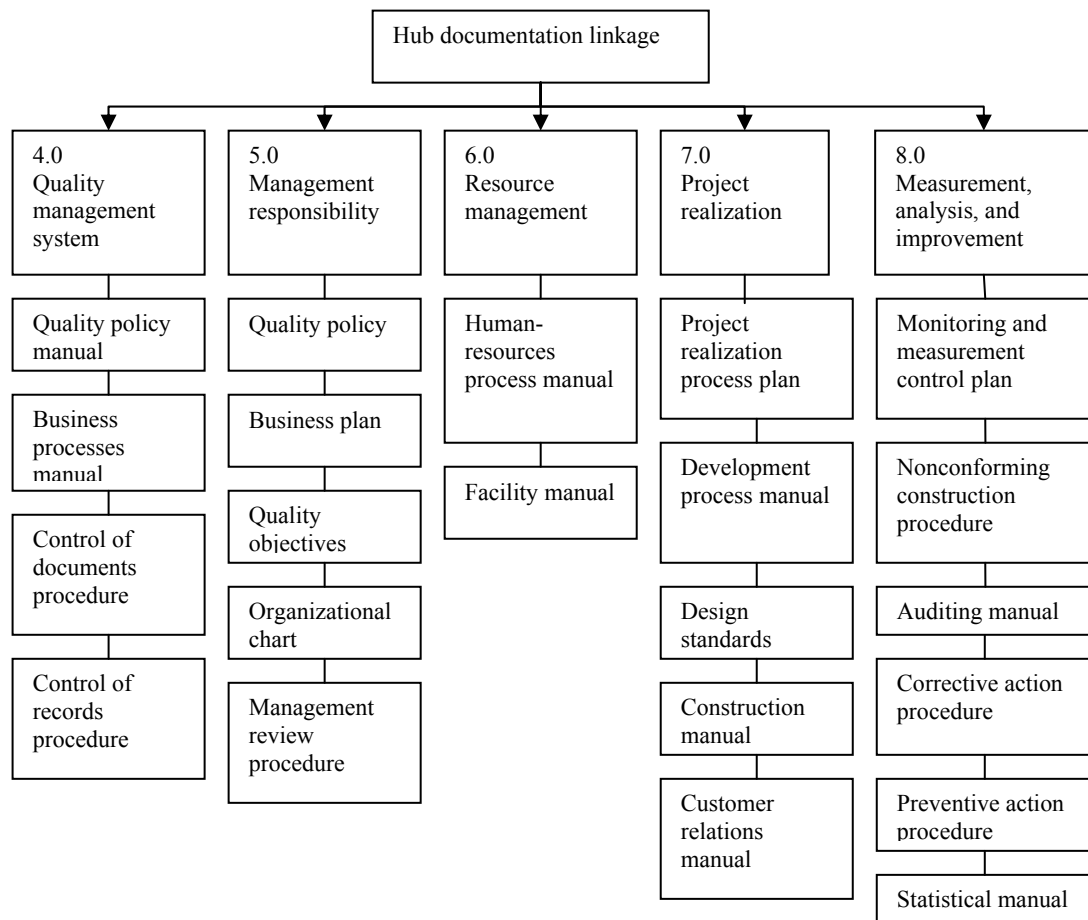 Hub documentation linkage
4.0
Quality
management
system
Quality policy
manual
Business
processes
manual
Control of
documents
procedure
Control of
records
procedure
5.0
Management
responsibility
Quality policy
Business plan
Quality
objectives
Organizational
chart
Management
review
procedure
6.0
Resource
management
Human-
resources
process manual
Facility manual
7.0
Project
realization
Project
realization
process plan
Development
process manual
Design
standards
Construction
manual
Customer
relations
manual
8.0
Measurement,
analysis, and
improvement
Monitoring and
measurement
control plan
Nonconforming
construction
procedure
Auditing manual
Corrective action
procedure
Preventive action
procedure
Statistical manual